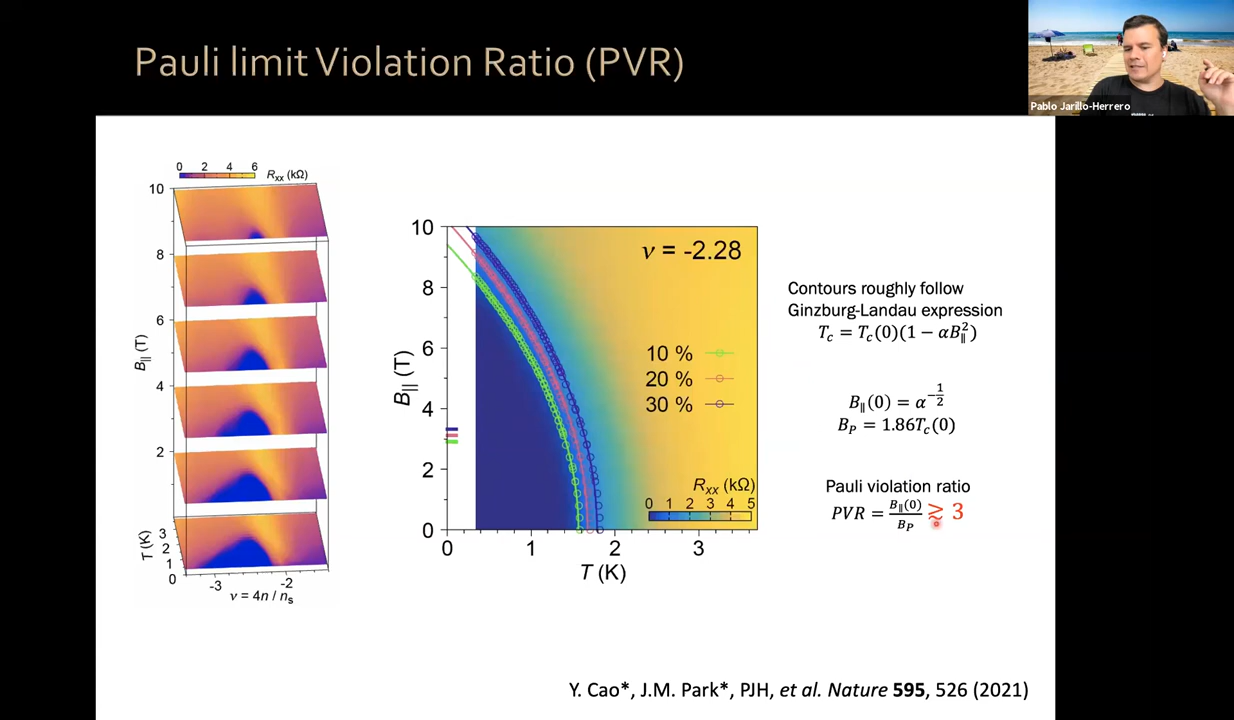 Pauli limit Violation Ratio (PVR)
Pablo Jarillo-Herrero
0 2 4 6
Rxx (kΩ)
10
8
6
4
2
B|| (T)
T (K)
3
2
1
0
-3
-2
ν = 4n / ns
10
8
6
4
2
0
B|| (T)
ν = -2.28
10 %
20 %
30 %
Rxx (kΩ)
0 1 2 3 4 5
0 1 2 3
T (K)
Contours roughly follow
Ginzburg-Landau expression
Tc = Tc(0)(1 − αB||²)
B||(0) = α^(−1/2)
BP = 1.86Tc(0)
Pauli violation ratio
PVR = B||(0)/BP ≳ 3
Y. Cao*, J.M. Park*, PJH, et al. Nature 595, 526 (2021)